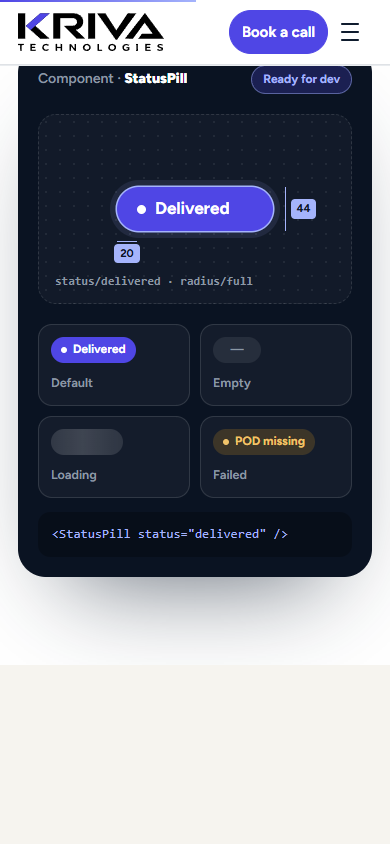 KRIVA
TECHNOLOGIES
Book a call
Component · StatusPill
Ready for dev
Delivered
44
20
status/delivered · radius/full
Delivered
Default
—
Empty
Loading
POD missing
Failed
<StatusPill status="delivered" />